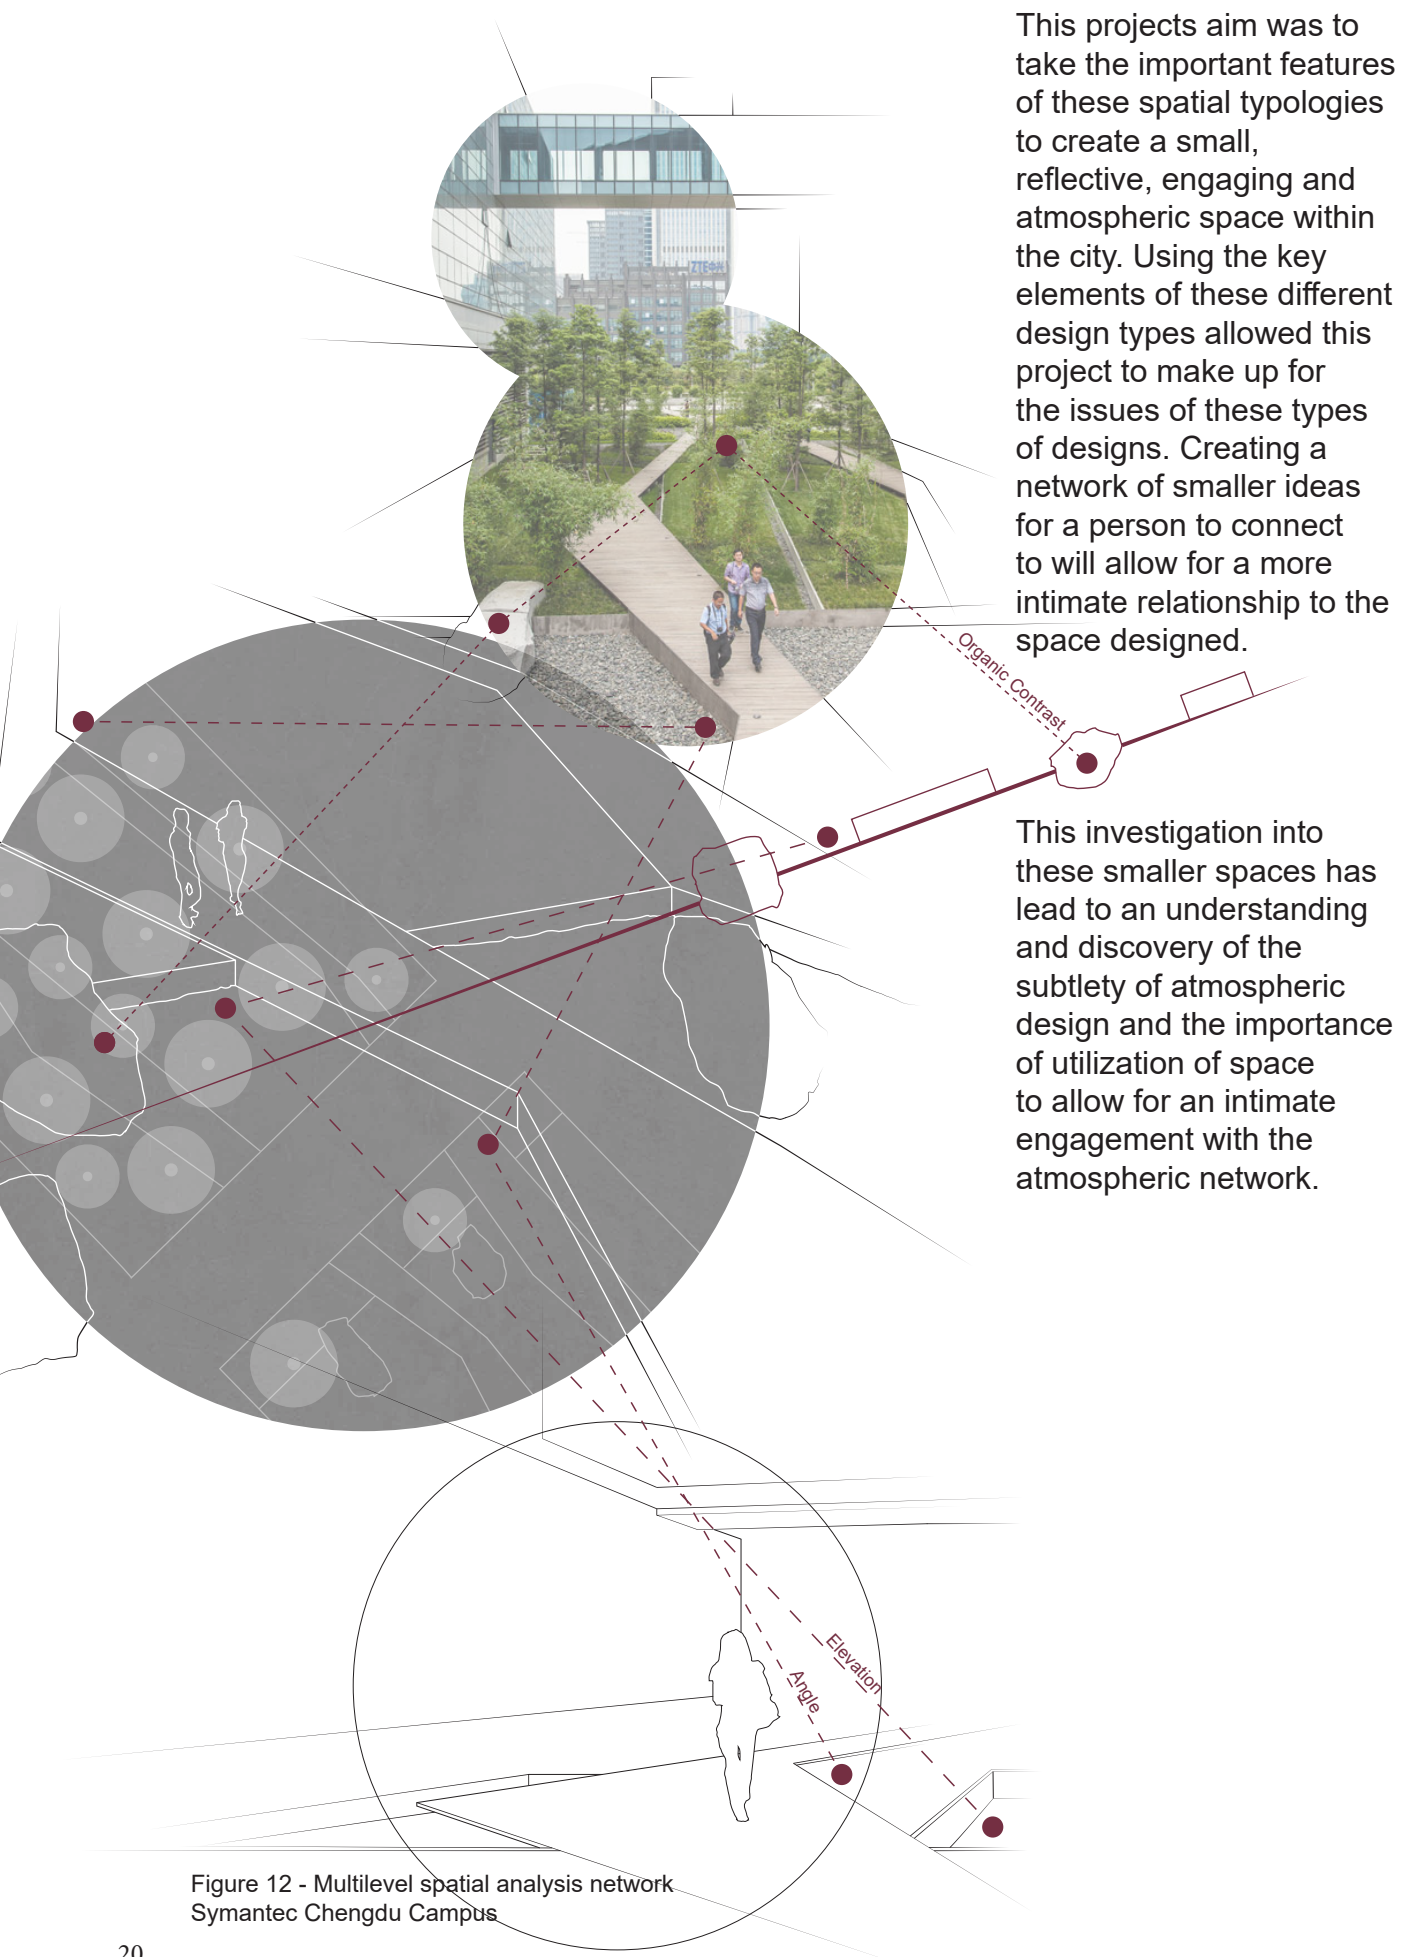 This projects aim was to
take the important features
of these spatial typologies
to create a small,
reflective, engaging and
atmospheric space within
the city. Using the key
elements of these different
design types allowed this
project to make up for
the issues of these types
of designs. Creating a
network of smaller ideas
for a person to connect
to will allow for a more
intimate relationship to the
space designed.
Organic Contrast
This investigation into
these smaller spaces has
lead to an understanding
and discovery of the
subtlety of atmospheric
design and the importance
of utilization of space
to allow for an intimate
engagement with the
atmospheric network.
Elevation
Angle
Figure 12 - Multilevel spatial analysis network
Symantec Chengdu Campus
20